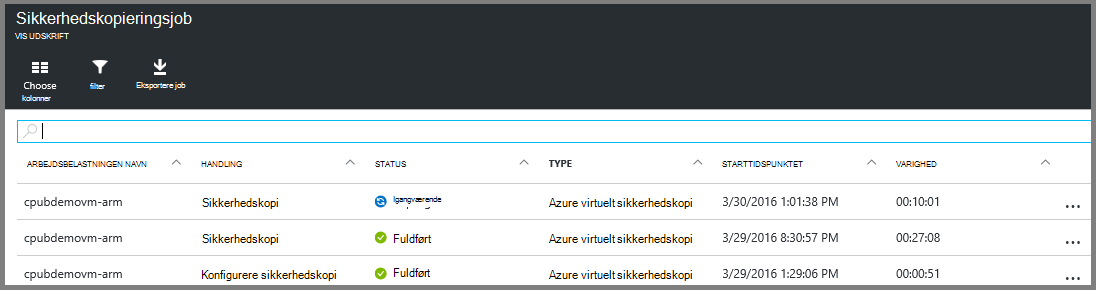 Sikkerhedskopieringsjob
VIS UDSKRIFT
Choose kolonner
filter
Eksportere job
ARBEJDSBELASTNINGEN NAVN HANDLING STATUS TYPE STARTTIDSPUNKTET VARIGHED
cpubdemovm-arm Sikkerhedskopi Igangværende Azure virtuelt sikkerhedskopi 3/30/2016 1:01:38 PM 00:10:01 ...
cpubdemovm-arm Sikkerhedskopi Fuldført Azure virtuelt sikkerhedskopi 3/29/2016 8:30:57 PM 00:27:08 ...
cpubdemovm-arm Konfigurere sikkerhedskopi Fuldført Azure virtuelt sikkerhedskopi 3/29/2016 1:29:06 PM 00:00:51 ...